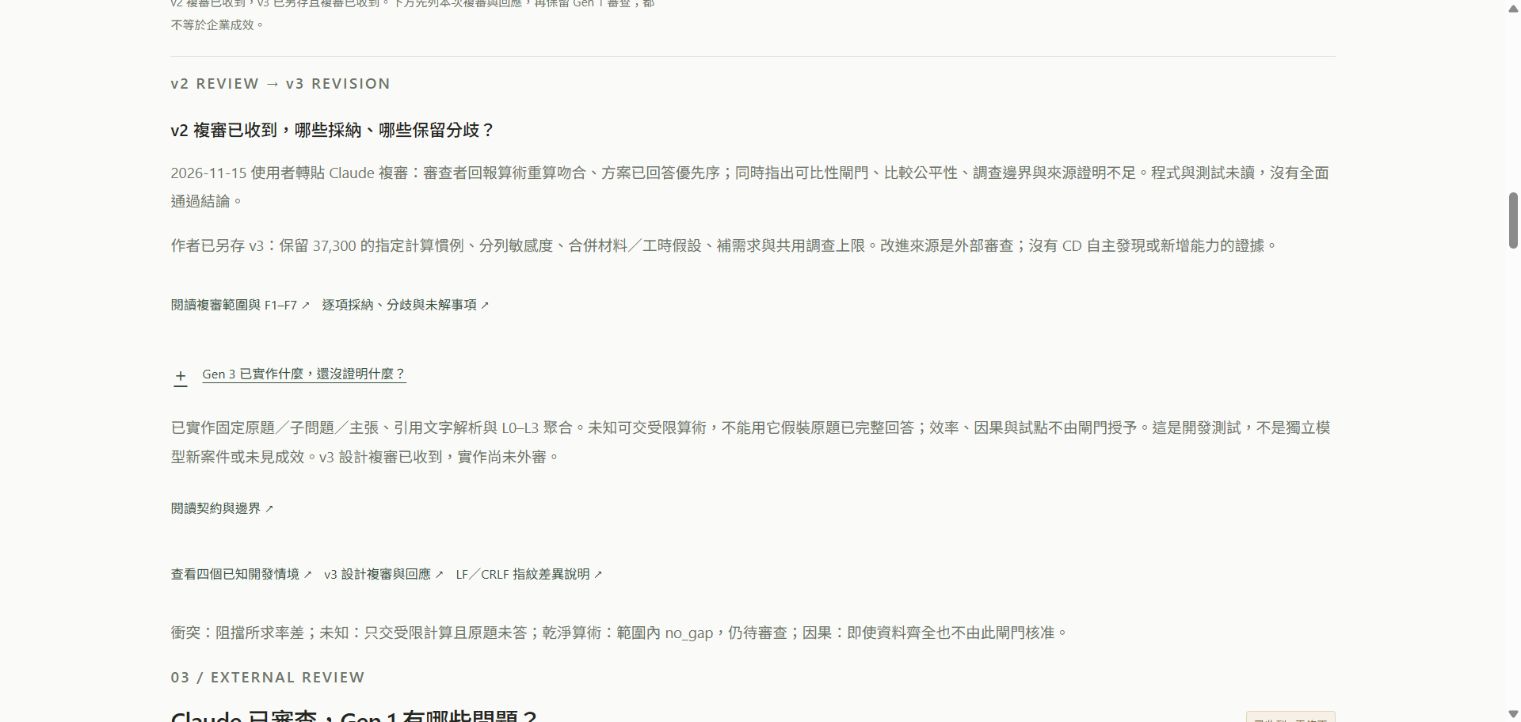 v2 複審已收到，v3 已另存且複審已收到。下方先列本次複審與回應，再保留 Gen 1 審查；都
不等於企業成效。
v2 REVIEW → v3 REVISION
v2 複審已收到，哪些採納、哪些保留分歧？
2026-11-15 使用者轉貼 Claude 複審：審查者回報算術重算吻合、方案已回答優先序；同時指出可比性閘門、比較公平性、調查邊界與來源證明不足。程式與測試未讀，沒有全面
通過結論。
作者已另存 v3：保留 37,300 的指定計算慣例、分列敏感度、合併材料／工時假設、補需求與共用調查上限。改進來源是外部審查；沒有 CD 自主發現或新增能力的證據。
閱讀複審範圍與 F1–F7 ↗ 逐項採納、分歧與未解事項 ↗
+ Gen 3 已實作什麼，還沒證明什麼？
已實作固定原題／子問題／主張、引用文字解析與 L0–L3 聚合。未知可交受限算術，不能用它假裝原題已完整回答；效率、因果與試點不由閘門授予。這是開發測試，不是獨立模
型新案件或未見成效。v3 設計複審已收到，實作尚未外審。
閱讀契約與邊界 ↗
查看四個已知開發情境 ↗ v3 設計複審與回應 ↗ LF／CRLF 指紋差異說明 ↗
衝突：阻擋所求率差；未知：只交受限計算且原題未答；乾淨算術：範圍內 no_gap，仍待審查；因果：即使資料齊全也不由此閘門核准。
03 / EXTERNAL REVIEW
Claude 已審查，Gen 1 有哪些問題？